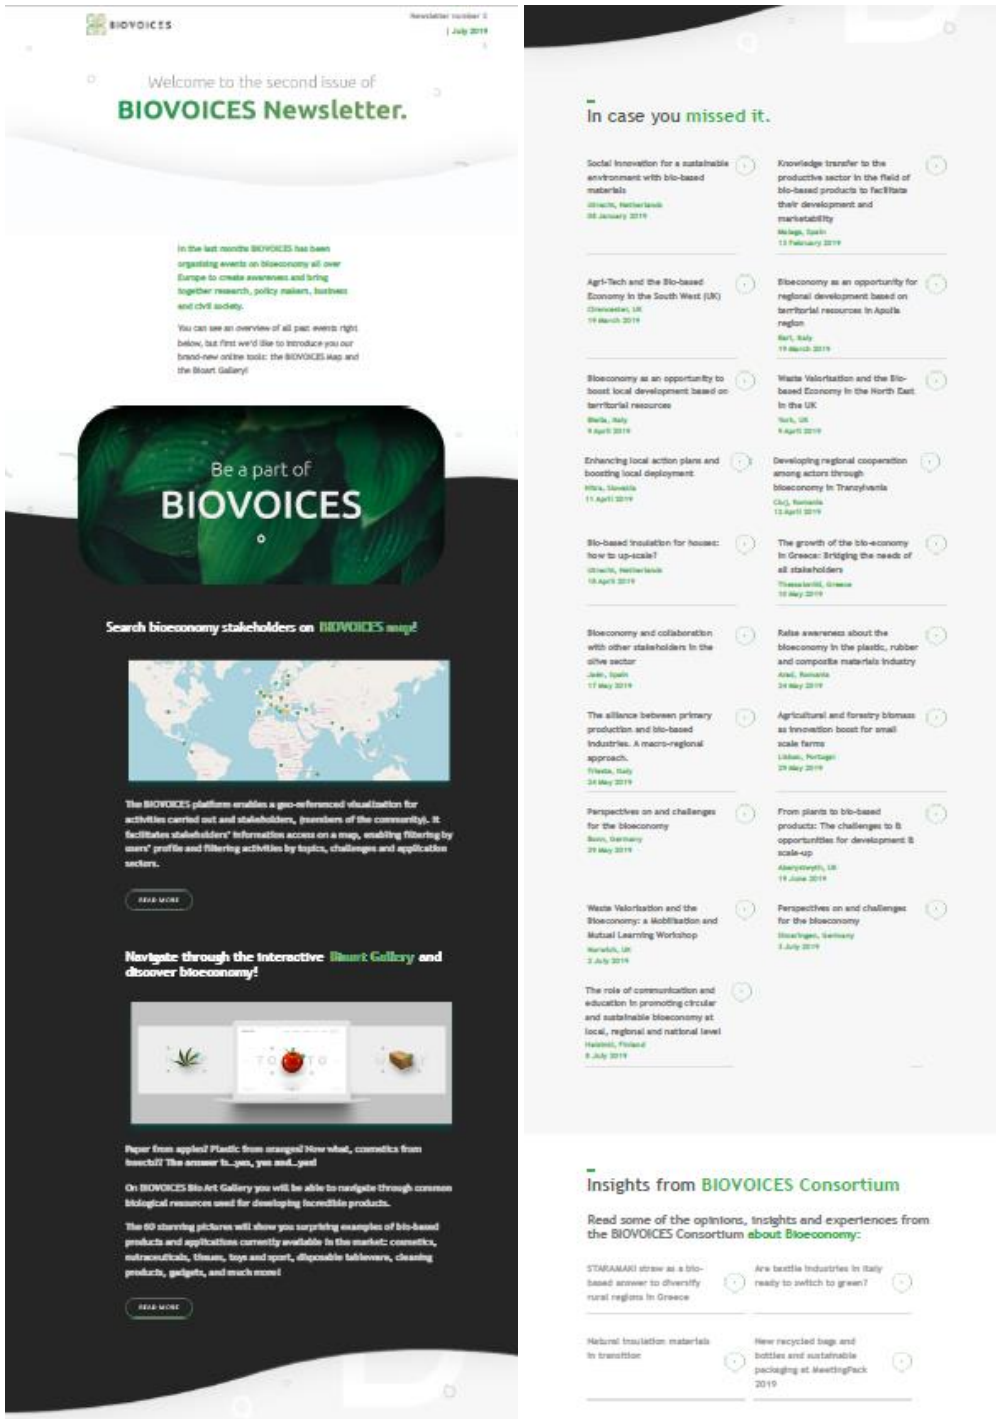 BIOVOICES
Newsletter number 2
| July 2019
Welcome to the second issue of
BIOVOICES Newsletter.
In the last months BIOVOICES has been
organising events on bioeconomy all over
Europe to create awareness and bring
together research, policy makers, business
and civil society.
You can see an overview of all past events right
below, but first we'd like to introduce you our
brand-new online tools: the BIOVOICES Map and
the Bioart Gallery!
Be a part of
BIOVOICES
Search bioeconomy stakeholders on BIOVOICES map!
The BIOVOICES platform enables a geo-referenced visualization for
activities carried out and stakeholders, (members of the community). It
facilitates stakeholders' information access on a map, enabling filtering by
users' profile and filtering activities by topics, challenges and application
sectors.
READ MORE
Navigate through the interactive Bioart Gallery and
discover bioeconomy!
Paper from apples? Plastic from oranges? Now what, cosmetics from
insects?? The answer is...yes, yes and...yes!
On BIOVOICES Bio Art Gallery you will be able to navigate through common
biological resources used for developing incredible products.
The 60 stunning pictures will show you surprising examples of bio-based
products and applications currently available in the market: cosmetics,
nutraceuticals, tissues, toys and sport, disposable tableware, cleaning
products, gadgets, and much more!
READ MORE
In case you missed it.
Social innovation for a sustainable
environment with bio-based
materials
Utrecht, Netherlands
08 January 2019
Knowledge transfer to the
productive sector in the field of
bio-based products to facilitate
their development and
marketability
Malaga, Spain
13 February 2019
Agri-Tech and the Bio-based
Economy in the South West (UK)
Cirencester, UK
19 March 2019
Bioeconomy as an opportunity for
regional development based on
territorial resources in Apulia
region
Bari, Italy
19 March 2019
Bioeconomy as an opportunity to
boost local development based on
territorial resources
Biella, Italy
9 April 2019
Waste Valorisation and the Bio-
based Economy in the North East
in the UK
York, UK
9 April 2019
Enhancing local action plans and
boosting local deployment
Nitra, Slovakia
11 April 2019
Developing regional cooperation
among actors through
bioeconomy in Transylvania
Cluj, Romania
12 April 2019
Bio-based insulation for houses:
how to up-scale?
Utrecht, Netherlands
18 April 2019
The growth of the bio-economy
in Greece: Bridging the needs of
all stakeholders
Thessaloniki, Greece
10 May 2019
Bioeconomy and collaboration
with other stakeholders in the
olive sector
Jaén, Spain
17 May 2019
Raise awareness about the
bioeconomy in the plastic, rubber
and composite materials industry
Arad, Romania
24 May 2019
The alliance between primary
production and bio-based
industries. A macro-regional
approach.
Trieste, Italy
24 May 2019
Agricultural and forestry biomass
as innovation boost for small
scale farms
Lisbon, Portugal
29 May 2019
Perspectives on and challenges
for the bioeconomy
Bonn, Germany
29 May 2019
From plants to bio-based
products: The challenges to &
opportunities for development &
scale-up
Aberystwyth, UK
19 June 2019
Waste Valorisation and the
Bioeconomy: a Mobilisation and
Mutual Learning Workshop
Norwich, UK
2 July 2019
Perspectives on and challenges
for the bioeconomy
Germany
3 July 2019
The role of communication and
education in promoting circular
and sustainable bioeconomy at
local, regional and national level
Helsinki, Finland
8 July 2019
Insights from BIOVOICES Consortium
Read some of the opinions, insights and experiences from
the BIOVOICES Consortium about Bioeconomy:
STARAMAKI straw as a bio-
based answer to diversify
rural regions in Greece
Are textile industries in Italy
ready to switch to green?
Natural insulation materials
in transition
New recycled bags and
bottles and sustainable
packaging at MeetingPack
2019